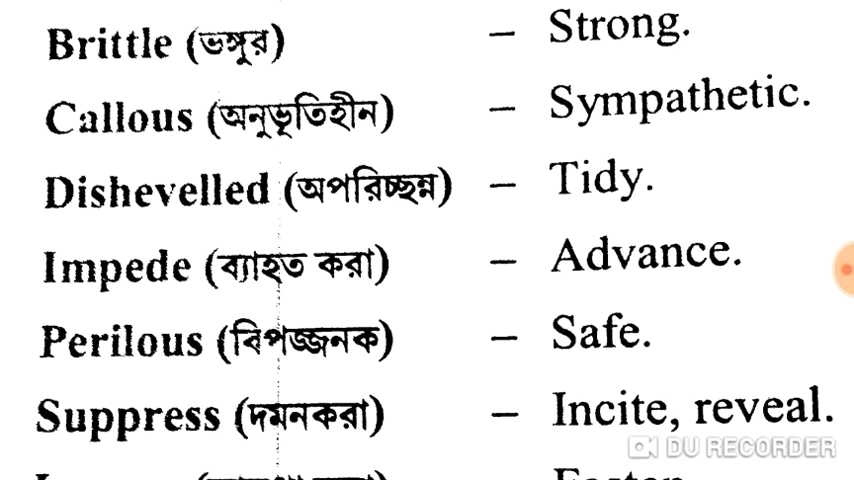 Brittle (ভঙ্গুর) – Strong.
Callous (অনুভূতিহীন) – Sympathetic.
Dishevelled (অপরিচ্ছন্ন) – Tidy.
Impede (ব্যাহত করা) – Advance.
Perilous (বিপজ্জনক) – Safe.
Suppress (দমনকরা) – Incite, reveal.
DU RECORDER